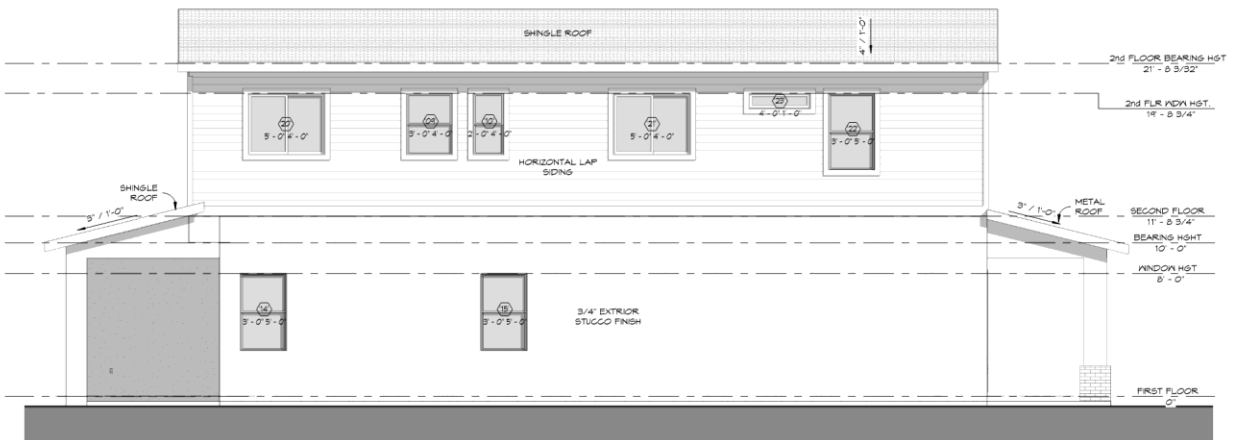 SHINGLE ROOF
4" / 1'-0"
2nd FLOOR BEARING HGT
21' - 8 3/32"
2nd FLR WDW HGT.
19' - 8 3/4"
20
5' - 0" 4' - 0"
09
3' - 0" 4' - 0"
10
2' - 0" 4' - 0"
21
5' - 0" 4' - 0"
23
4' - 0" 1' - 0"
22
3' - 0" 5' - 0"
HORIZONTAL LAP
SIDING
SHINGLE
ROOF
3" / 1'-0"
3" / 1'-0"
METAL
ROOF
SECOND FLOOR
11' - 8 3/4"
BEARING HGHT
10' - 0"
WINDOW HGT
8' - 0"
14
3' - 0" 5' - 0"
15
3' - 0" 5' - 0"
3/4" EXTRIOR
STUCCO FINISH
FIRST FLOOR
0"